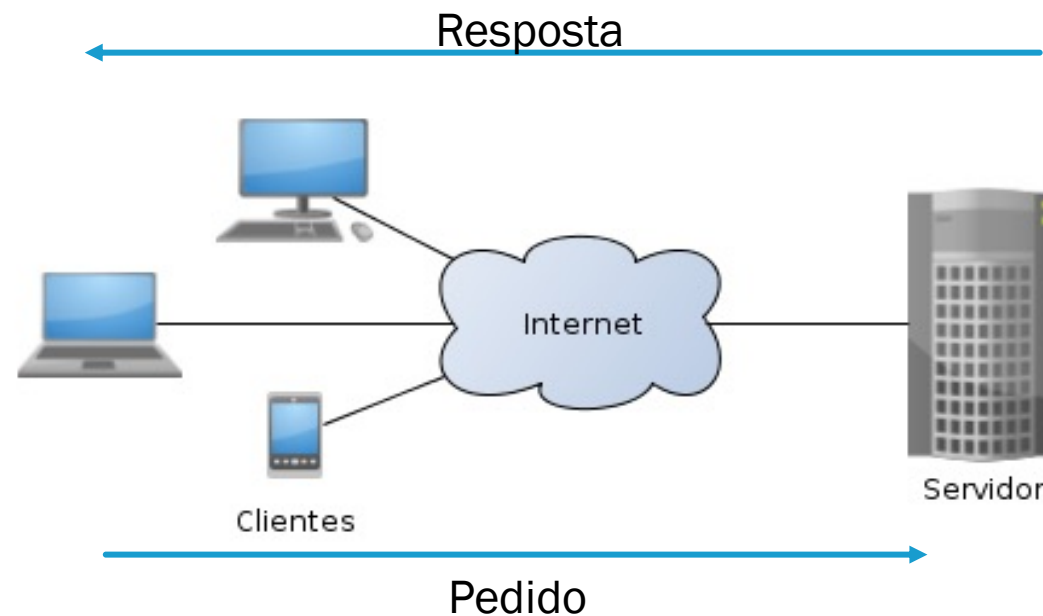 Resposta
Internet
Servidor
Clientes
Pedido